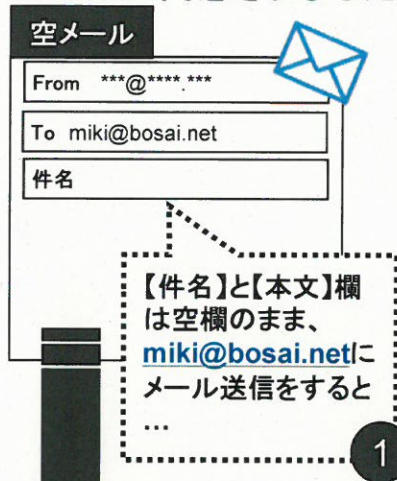 空メール
From ***@****.***
To miki@bosai.net
件名
【件名】と【本文】欄
は空欄のまま、
miki@bosai.netに
メール送信をすると
…
1